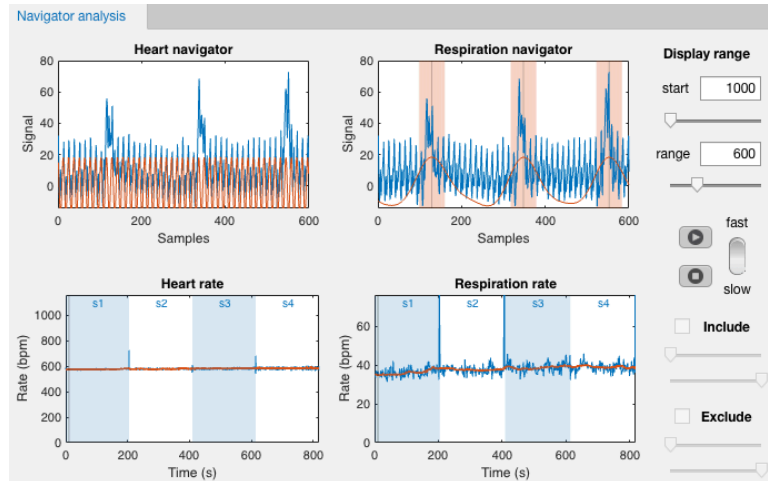 Navigator analysis
Heart navigator
80
60
40
20
0
Signal
0 200 400 600
Samples
Respiration navigator
80
60
40
20
0
Signal
0 200 400 600
Samples
Display range
start 1000
range 600
fast
slow
Include
Exclude
Heart rate
s1 s2 s3 s4
1000
800
600
400
200
0
Rate (bpm)
0 200 400 600 800
Time (s)
Respiration rate
s1 s2 s3 s4
60
40
20
0
Rate (bpm)
0 200 400 600 800
Time (s)